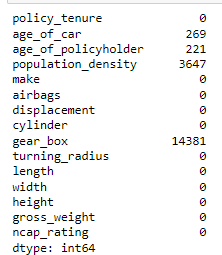 policy_tenure 0
age_of_car 269
age_of_policyholder 221
population_density 3647
make 0
airbags 0
displacement 0
cylinder 0
gear_box 14381
turning_radius 0
length 0
width 0
height 0
gross_weight 0
ncap_rating 0
dtype: int64